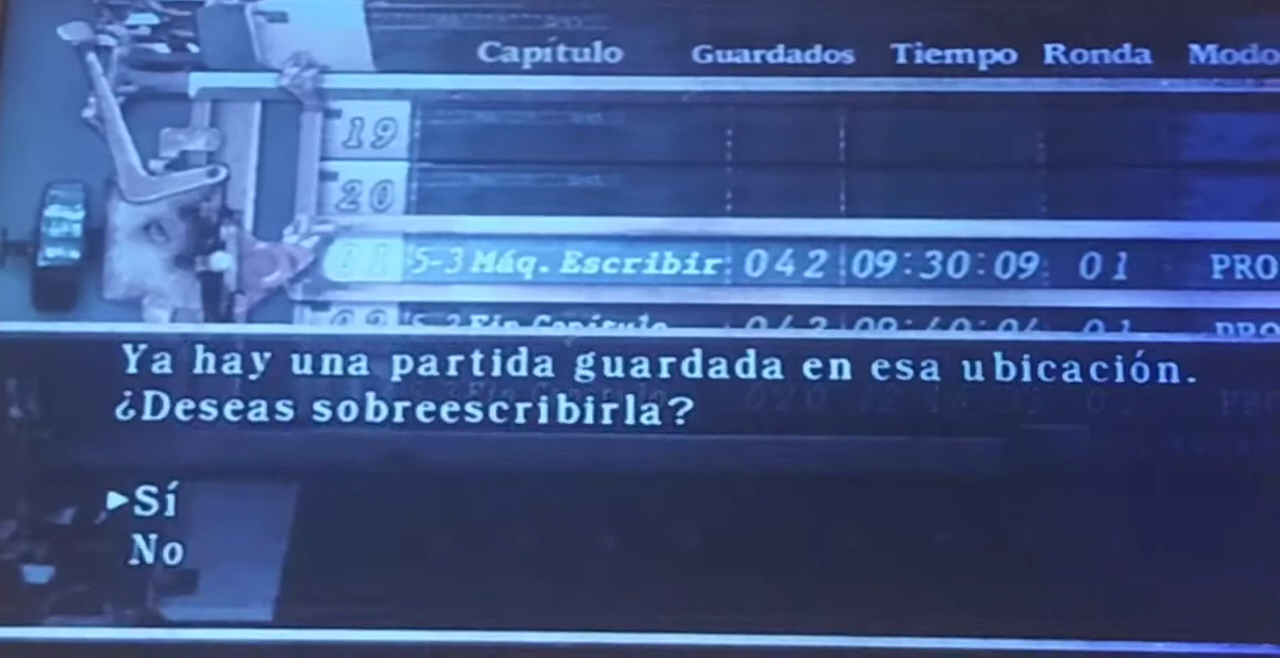 Capítulo Guardados Tiempo Ronda Modo
19
20
01 5-3 Máq. Escribir 042 09:30:09 01 PRO
Ya hay una partida guardada en esa ubicación.
¿Deseas sobreescribirla?
Sí
No